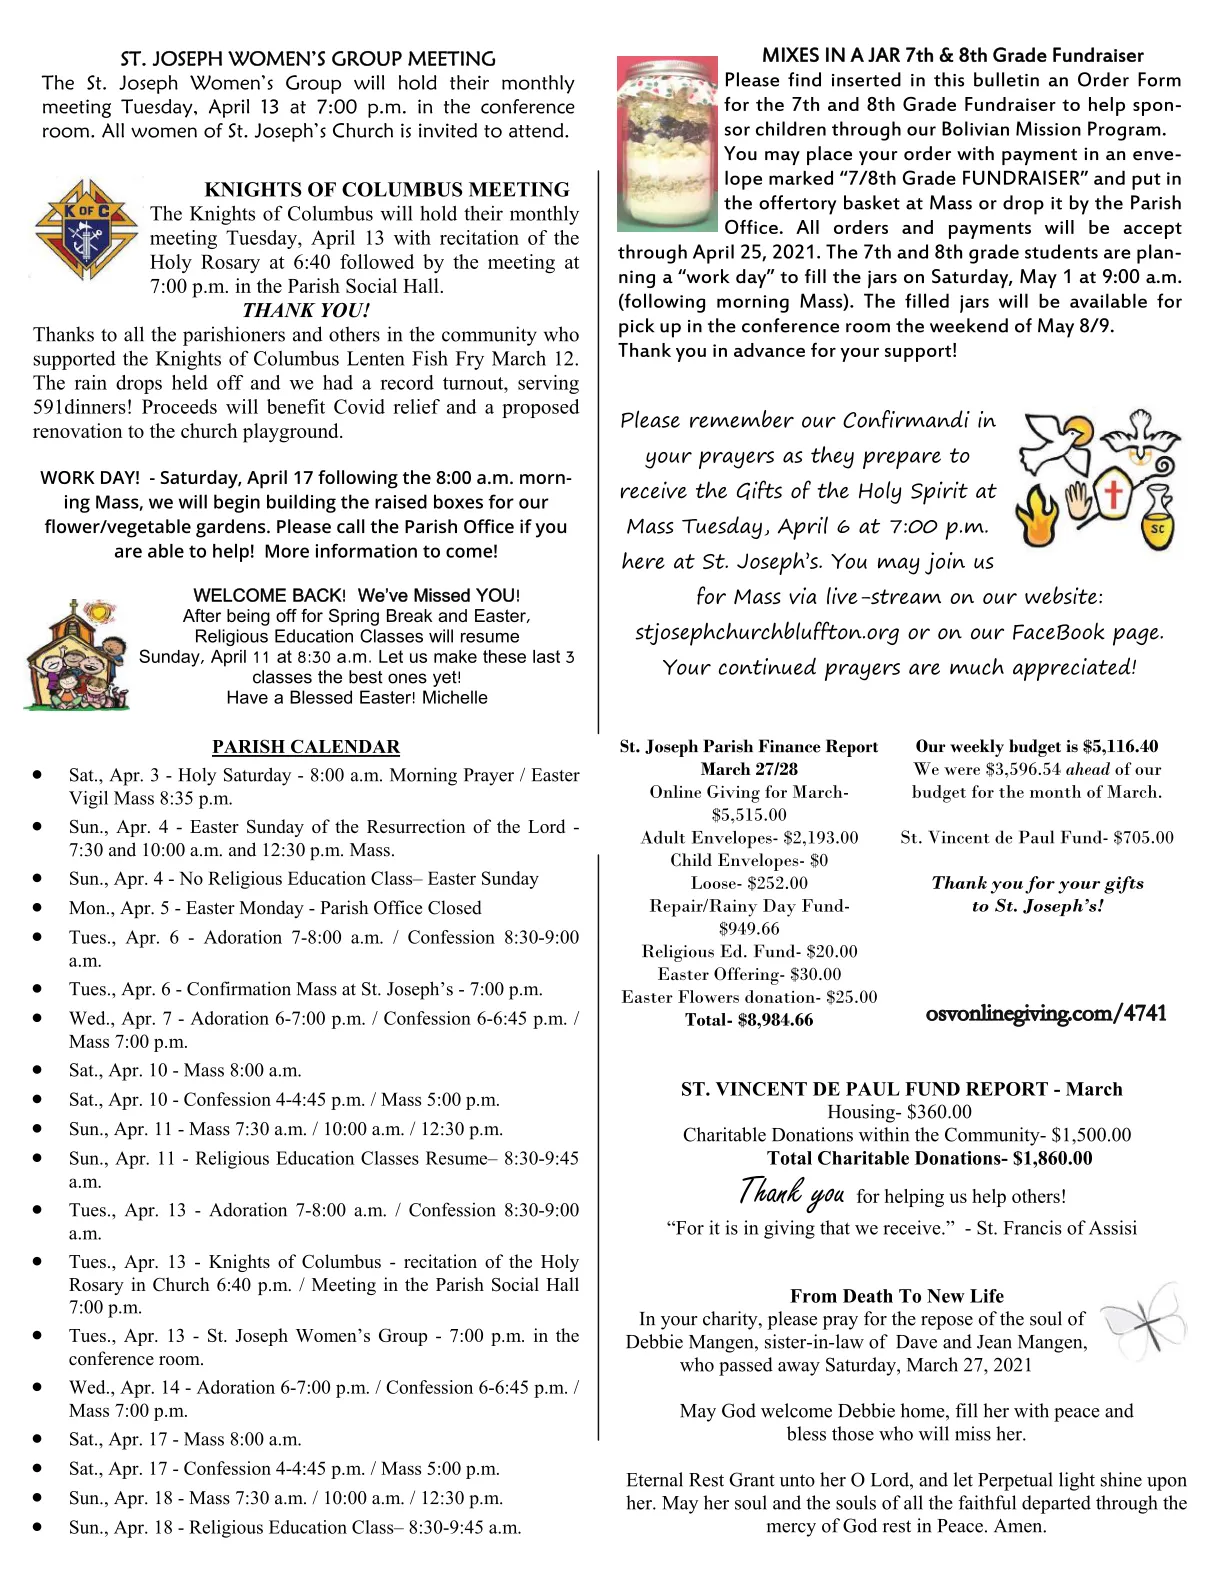 ST. JOSEPH WOMEN'S GROUP MEETING
The St. Joseph Women's Group will hold their monthly
meeting Tuesday, April 13 at 7:00 p.m. in the conference
room. All women of St. Joseph's Church is invited to attend.
K OF C
KNIGHTS OF COLUMBUS MEETING
The Knights of Columbus will hold their monthly
meeting Tuesday, April 13 with recitation of the
Holy Rosary at 6:40 followed by the meeting at
7:00 p.m. in the Parish Social Hall.
THANK YOU!
Thanks to all the parishioners and others in the community who
supported the Knights of Columbus Lenten Fish Fry March 12.
The rain drops held off and we had a record turnout, serving
591dinners! Proceeds will benefit Covid relief and a proposed
renovation to the church playground.
WORK DAY!  - Saturday, April 17 following the 8:00 a.m. morn-
ing Mass, we will begin building the raised boxes for our
flower/vegetable gardens. Please call the Parish Office if you
are able to help!  More information to come!
WELCOME BACK!  We've Missed YOU!
After being off for Spring Break and Easter,
Religious Education Classes will resume
Sunday, April 11 at 8:30 a.m. Let us make these last 3
classes the best ones yet!
Have a Blessed Easter! Michelle
PARISH CALENDAR
• Sat., Apr. 3 - Holy Saturday - 8:00 a.m. Morning Prayer / Easter
Vigil Mass 8:35 p.m.
• Sun., Apr. 4 - Easter Sunday of the Resurrection of the Lord -
7:30 and 10:00 a.m. and 12:30 p.m. Mass.
• Sun., Apr. 4 - No Religious Education Class– Easter Sunday
• Mon., Apr. 5 - Easter Monday - Parish Office Closed
• Tues., Apr. 6 - Adoration 7-8:00 a.m. / Confession 8:30-9:00
a.m.
• Tues., Apr. 6 - Confirmation Mass at St. Joseph's - 7:00 p.m.
• Wed., Apr. 7 - Adoration 6-7:00 p.m. / Confession 6-6:45 p.m. /
Mass 7:00 p.m.
• Sat., Apr. 10 - Mass 8:00 a.m.
• Sat., Apr. 10 - Confession 4-4:45 p.m. / Mass 5:00 p.m.
• Sun., Apr. 11 - Mass 7:30 a.m. / 10:00 a.m. / 12:30 p.m.
• Sun., Apr. 11 - Religious Education Classes Resume– 8:30-9:45
a.m.
• Tues., Apr. 13 - Adoration 7-8:00 a.m. / Confession 8:30-9:00
a.m.
• Tues., Apr. 13 - Knights of Columbus - recitation of the Holy
Rosary in Church 6:40 p.m. / Meeting in the Parish Social Hall
7:00 p.m.
• Tues., Apr. 13 - St. Joseph Women's Group - 7:00 p.m. in the
conference room.
• Wed., Apr. 14 - Adoration 6-7:00 p.m. / Confession 6-6:45 p.m. /
Mass 7:00 p.m.
• Sat., Apr. 17 - Mass 8:00 a.m.
• Sat., Apr. 17 - Confession 4-4:45 p.m. / Mass 5:00 p.m.
• Sun., Apr. 18 - Mass 7:30 a.m. / 10:00 a.m. / 12:30 p.m.
• Sun., Apr. 18 - Religious Education Class– 8:30-9:45 a.m.
MIXES IN A JAR 7th & 8th Grade Fundraiser
Please find inserted in this bulletin an Order Form
for the 7th and 8th Grade Fundraiser to help spon-
sor children through our Bolivian Mission Program.
You may place your order with payment in an enve-
lope marked “7/8th Grade FUNDRAISER” and put in
the offertory basket at Mass or drop it by the Parish
Office. All orders and payments will be accept
through April 25, 2021. The 7th and 8th grade students are plan-
ning a “work day” to fill the jars on Saturday, May 1 at 9:00 a.m.
(following morning Mass). The filled jars will be available for
pick up in the conference room the weekend of May 8/9.
Thank you in advance for your support!
Please remember our Confirmandi in
your prayers as they prepare to
receive the Gifts of the Holy Spirit at
Mass Tuesday, April 6 at 7:00 p.m.
here at St. Joseph's. You may join us
for Mass via live-stream on our website:
stjosephchurchbluffton.org or on our FaceBook page.
Your continued prayers are much appreciated!
SC
St. Joseph Parish Finance Report
March 27/28
Online Giving for March-
$5,515.00
Adult Envelopes- $2,193.00
Child Envelopes- $0
Loose- $252.00
Repair/Rainy Day Fund-
$949.66
Religious Ed. Fund- $20.00
Easter Offering- $30.00
Easter Flowers donation- $25.00
Total- $8,984.66
Our weekly budget is $5,116.40
We were $3,596.54 ahead of our
budget for the month of March.
St. Vincent de Paul Fund- $705.00
Thank you for your gifts
to St. Joseph's!
osvonlinegiving.com/4741
ST. VINCENT DE PAUL FUND REPORT - March
Housing- $360.00
Charitable Donations within the Community- $1,500.00
Total Charitable Donations- $1,860.00
Thank you for helping us help others!
“For it is in giving that we receive.”  - St. Francis of Assisi
From Death To New Life
In your charity, please pray for the repose of the soul of
Debbie Mangen, sister-in-law of  Dave and Jean Mangen,
who passed away Saturday, March 27, 2021
May God welcome Debbie home, fill her with peace and
bless those who will miss her.
Eternal Rest Grant unto her O Lord, and let Perpetual light shine upon
her. May her soul and the souls of all the faithful departed through the
mercy of God rest in Peace. Amen.